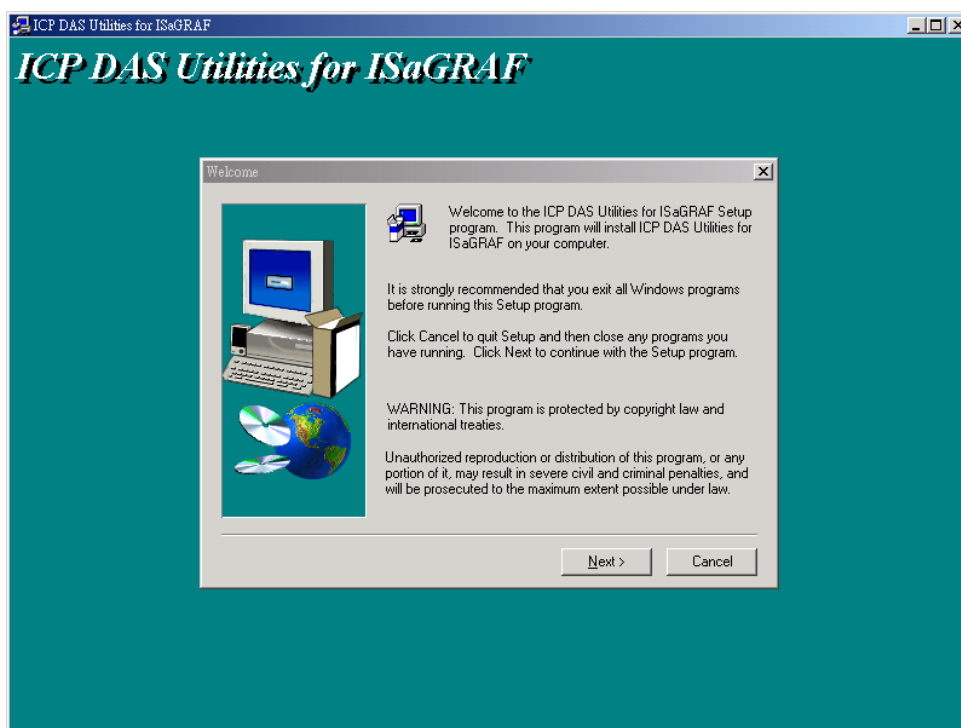 ICP DAS Utilities for ISaGRAF
ICP DAS Utilities for ISaGRAF
Welcome
Welcome to the ICP DAS Utilities for ISaGRAF Setup
program. This program will install ICP DAS Utilities for
ISaGRAF on your computer.
It is strongly recommended that you exit all Windows programs
before running this Setup program.
Click Cancel to quit Setup and then close any programs you
have running. Click Next to continue with the Setup program.
WARNING: This program is protected by copyright law and
international treaties.
Unauthorized reproduction or distribution of this program, or any
portion of it, may result in severe civil and criminal penalties, and
will be prosecuted to the maximum extent possible under law.
Next >
Cancel